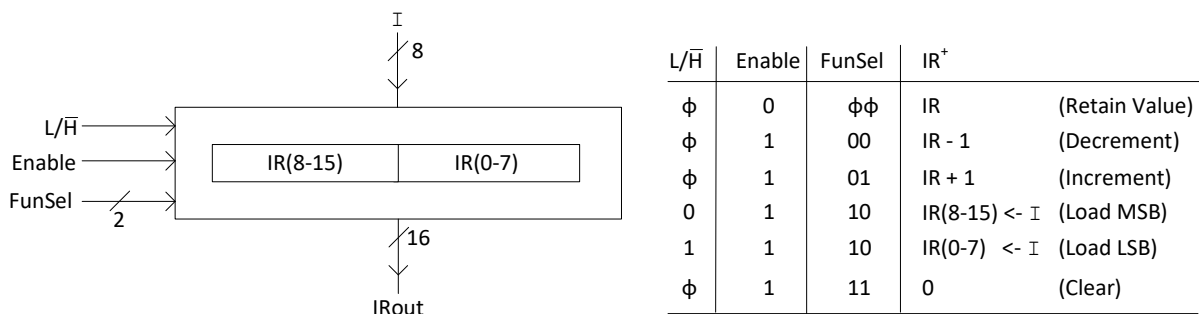 I
8
L/H̅
Enable
FunSel
2
IR(8-15) IR(0-7)
16
IRout
L/H̅ Enable FunSel IR⁺
ϕ 0 ϕϕ IR (Retain Value)
ϕ 1 00 IR - 1 (Decrement)
ϕ 1 01 IR + 1 (Increment)
0 1 10 IR(8-15) <- I (Load MSB)
1 1 10 IR(0-7) <- I (Load LSB)
ϕ 1 11 0 (Clear)